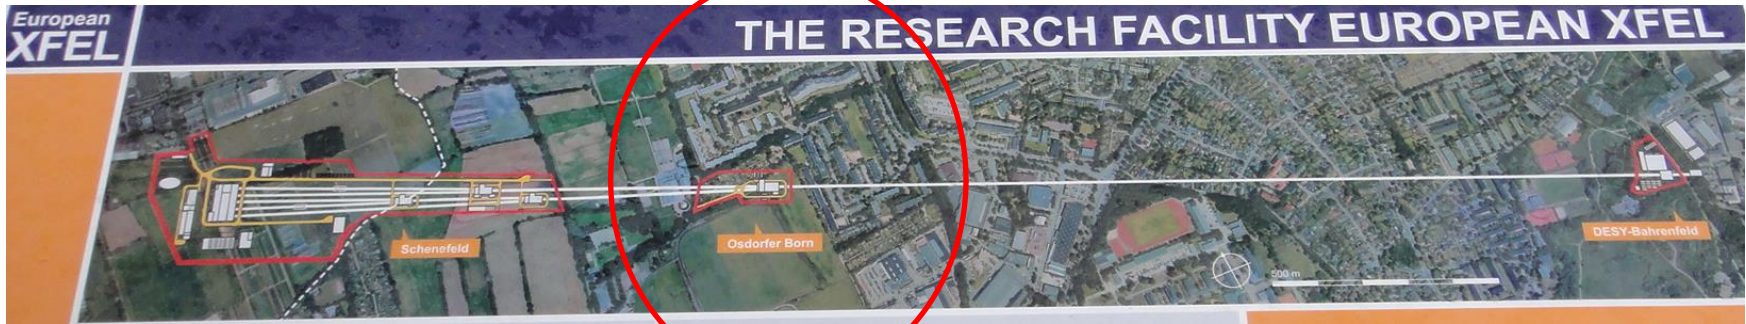 European
XFEL
THE RESEARCH FACILITY EUROPEAN XFEL
Schenefeld
Osdorfer Born
DESY-Bahrenfeld
500 m